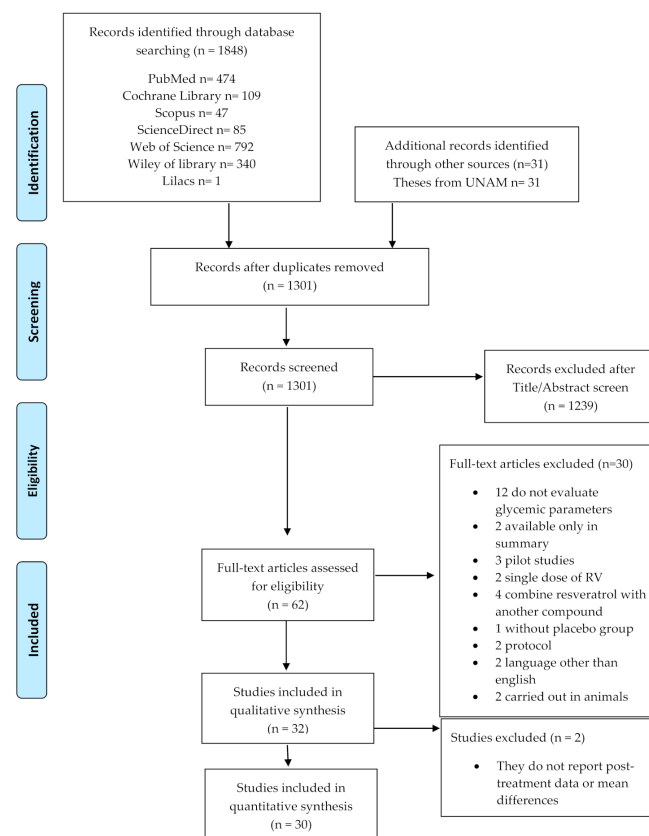 Records identified through database
searching (n = 1848)
PubMed n= 474
Cochrane Library n= 109
Scopus n= 47
ScienceDirect n= 85
Web of Science n= 792
Wiley of library n= 340
Lilacs n= 1
Identification
Additional records identified
through other sources (n=31)
Theses from UNAM n= 31
Screening
Records after duplicates removed
(n = 1301)
Records screened
(n = 1301)
Records excluded after
Title/Abstract screen
(n = 1239)
Eligibility
Full-text articles excluded (n=30)
• 12 do not evaluate
glycemic parameters
• 2 available only in
summary
• 3 pilot studies
• 2 single dose of RV
• 4 combine resveratrol with
another compound
• 1 without placebo group
• 2 protocol
• 2 language other than
english
• 2 carried out in animals
Full-text articles assessed
for eligibility
(n = 62)
Included
Studies included in
qualitative synthesis
(n = 32)
Studies excluded (n = 2)
• They do not report post-
treatment data or mean
differences
Studies included in
quantitative synthesis
(n = 30)